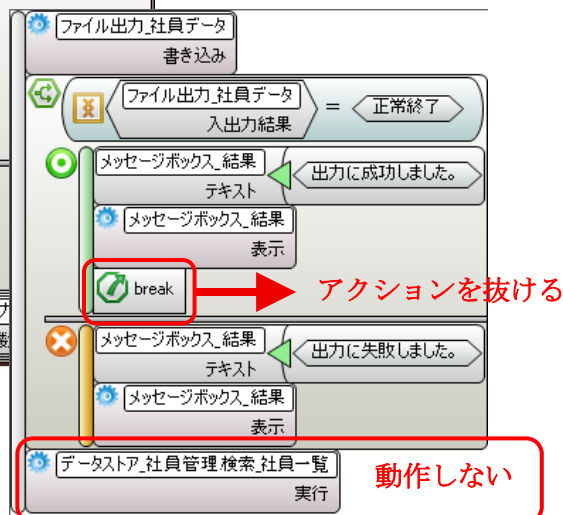 ファイル出力_社員データ
書き込み
ファイル出力_社員データ
入出力結果
=
正常終了
メッセージボックス_結果
テキスト
出力に成功しました。
メッセージボックス_結果
表示
break
アクションを抜ける
メッセージボックス_結果
テキスト
出力に失敗しました。
メッセージボックス_結果
表示
データストア_社員管理.検索_社員一覧
実行
動作しない